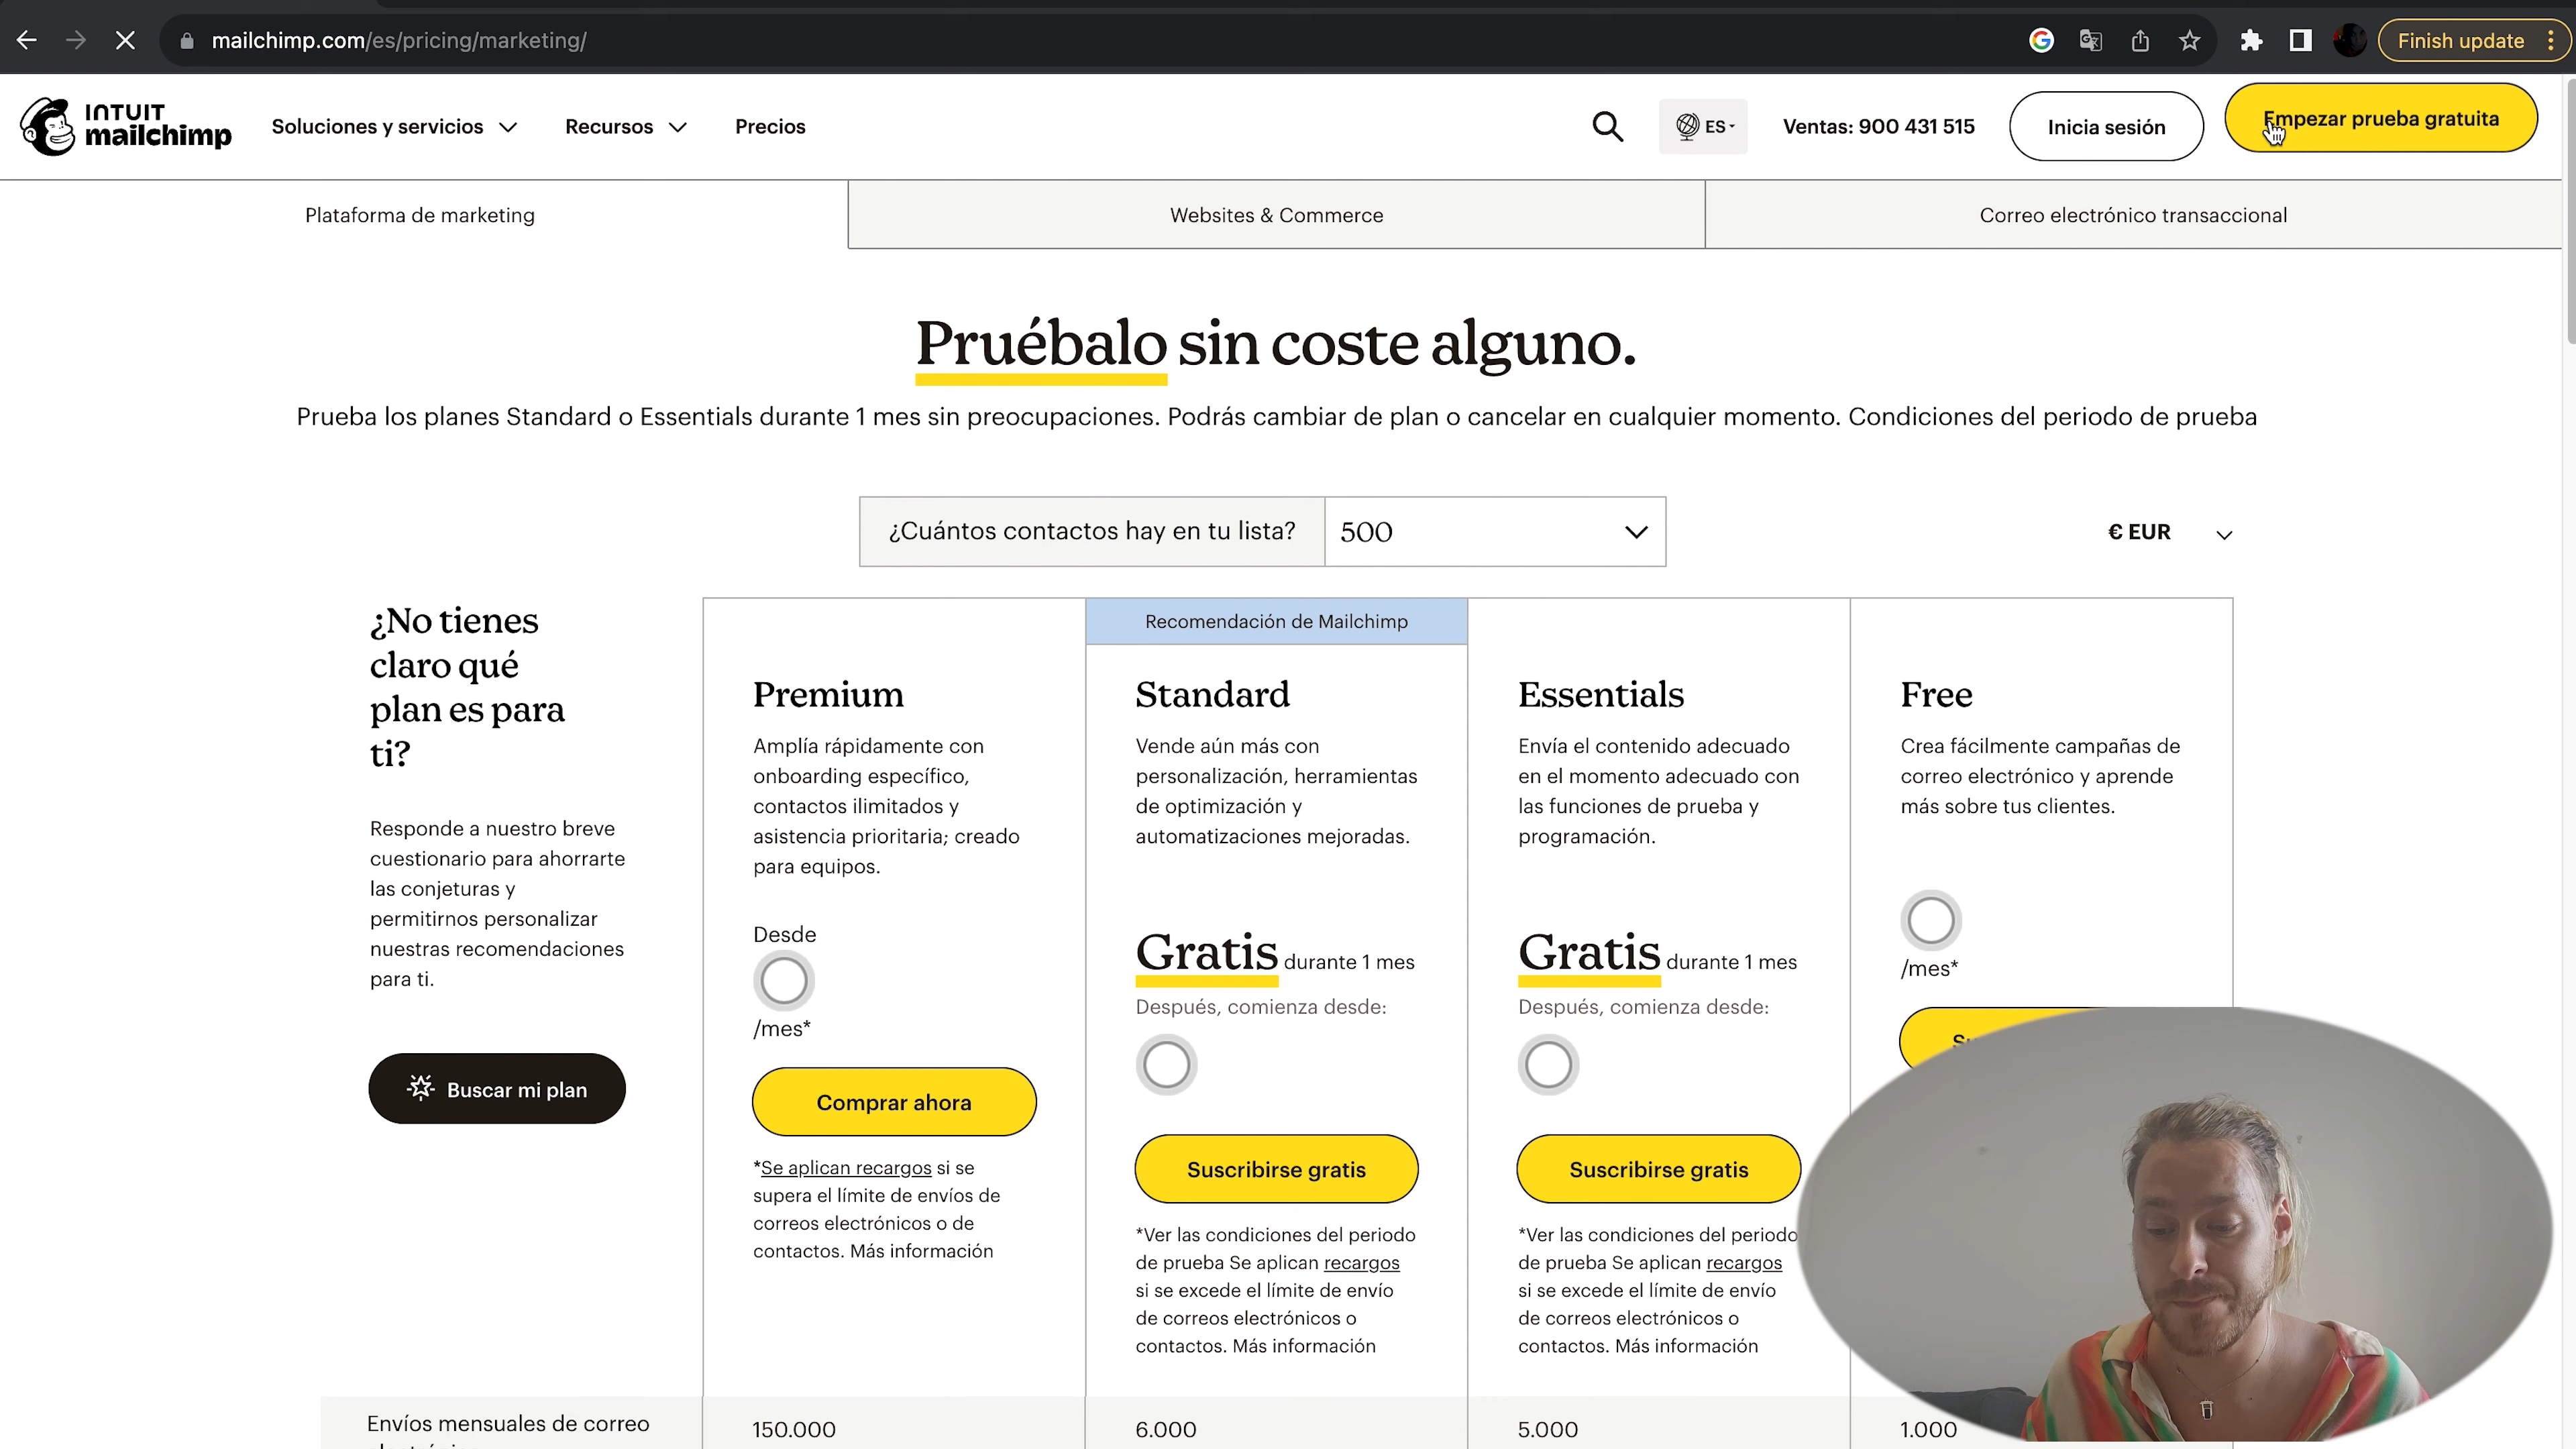 mailchimp.com/es/pricing/marketing/
Finish update
INTUIT
mailchimp
Soluciones y servicios
Recursos
Precios
ES
Ventas: 900 431 515
Inicia sesión
Empezar prueba gratuita
Plataforma de marketing
Websites & Commerce
Correo electrónico transaccional
Pruébalo sin coste alguno.
Prueba los planes Standard o Essentials durante 1 mes sin preocupaciones. Podrás cambiar de plan o cancelar en cualquier momento. Condiciones del periodo de prueba
¿Cuántos contactos hay en tu lista?
500
€ EUR
¿No tienes
claro qué
plan es para
ti?
Responde a nuestro breve
cuestionario para ahorrarte
las conjeturas y
permitirnos personalizar
nuestras recomendaciones
para ti.
Buscar mi plan
Premium
Amplía rápidamente con
onboarding específico,
contactos ilimitados y
asistencia prioritaria; creado
para equipos.
Desde
/mes*
Comprar ahora
*Se aplican recargos si se
supera el límite de envíos de
correos electrónicos o de
contactos. Más información
Recomendación de Mailchimp
Standard
Vende aún más con
personalización, herramientas
de optimización y
automatizaciones mejoradas.
Gratis durante 1 mes
Después, comienza desde:
Suscribirse gratis
*Ver las condiciones del periodo
de prueba Se aplican recargos
si se excede el límite de envío
de correos electrónicos o
contactos. Más información
Essentials
Envía el contenido adecuado
en el momento adecuado con
las funciones de prueba y
programación.
Gratis durante 1 mes
Después, comienza desde:
Suscribirse gratis
*Ver las condiciones del periodo
de prueba Se aplican recargos
si se excede el límite de envío
de correos electrónicos o
contactos. Más información
Free
Crea fácilmente campañas de
correo electrónico y aprende
más sobre tus clientes.
/mes*
Envíos mensuales de correo
150.000
6.000
5.000
1.000